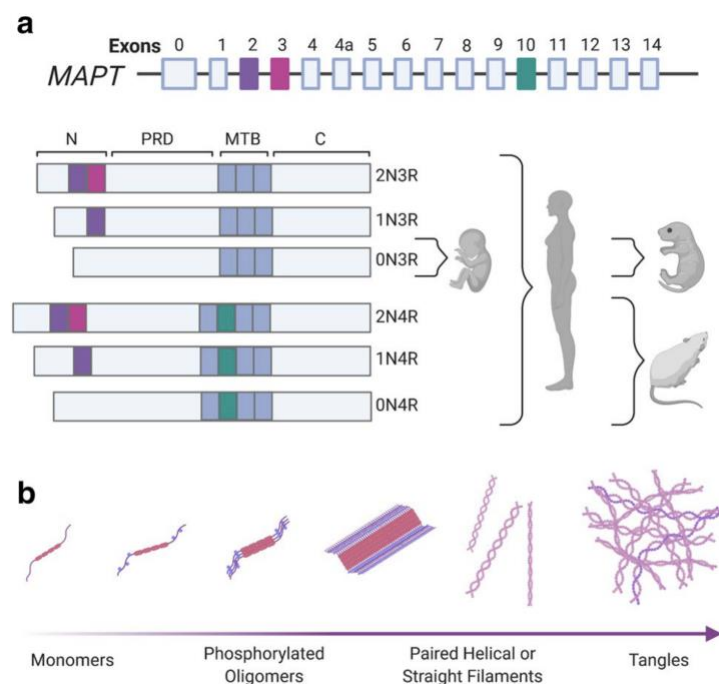 a
Exons 0 1 2 3 4 4a 5 6 7 8 9 10 11 12 13 14
MAPT
N PRD MTB C
2N3R
1N3R
0N3R
2N4R
1N4R
0N4R
b
Monomers
Phosphorylated
Oligomers
Paired Helical or
Straight Filaments
Tangles